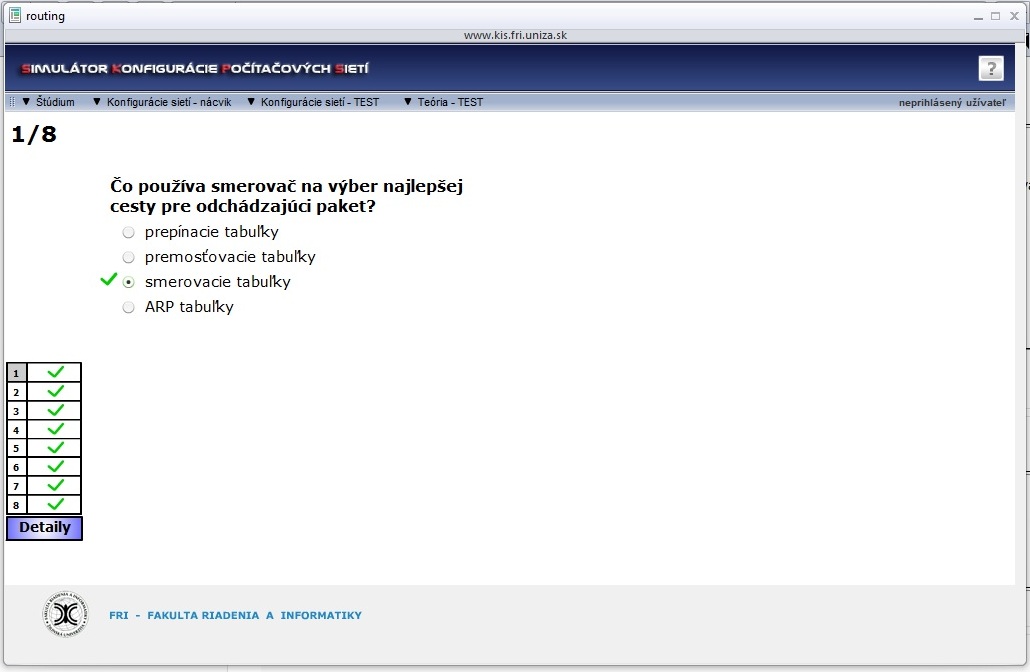 routing
www.kis.fri.uniza.sk
SIMULÁTOR KONFIGURÁCIE POČÍTAČOVÝCH SIETÍ
?
▼ Štúdium ▼ Konfigurácie sietí - nácvik ▼ Konfigurácie sietí - TEST ▼ Teória - TEST neprihlásený užívateľ
1/8
Čo používa smerovač na výber najlepšej
cesty pre odchádzajúci paket?
prepínacie tabuľky
premosťovacie tabuľky
smerovacie tabuľky
ARP tabuľky
1
2
3
4
5
6
7
8
Detaily
FRI - FAKULTA RIADENIA A INFORMATIKY